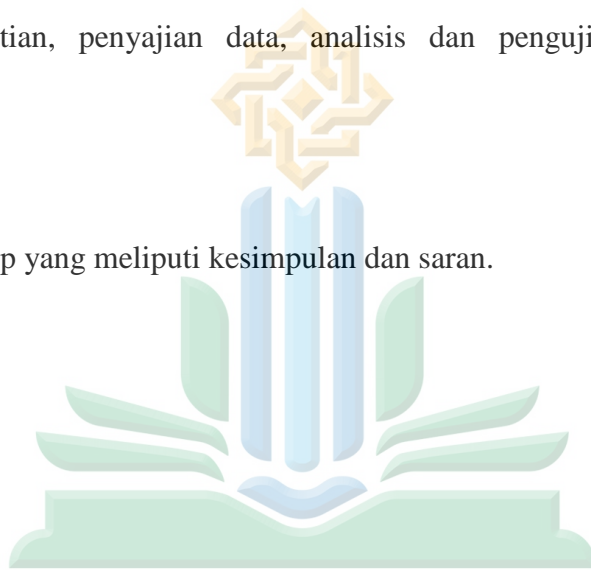 tian, penyajian data, analisis dan penguji
p yang meliputi kesimpulan dan saran.